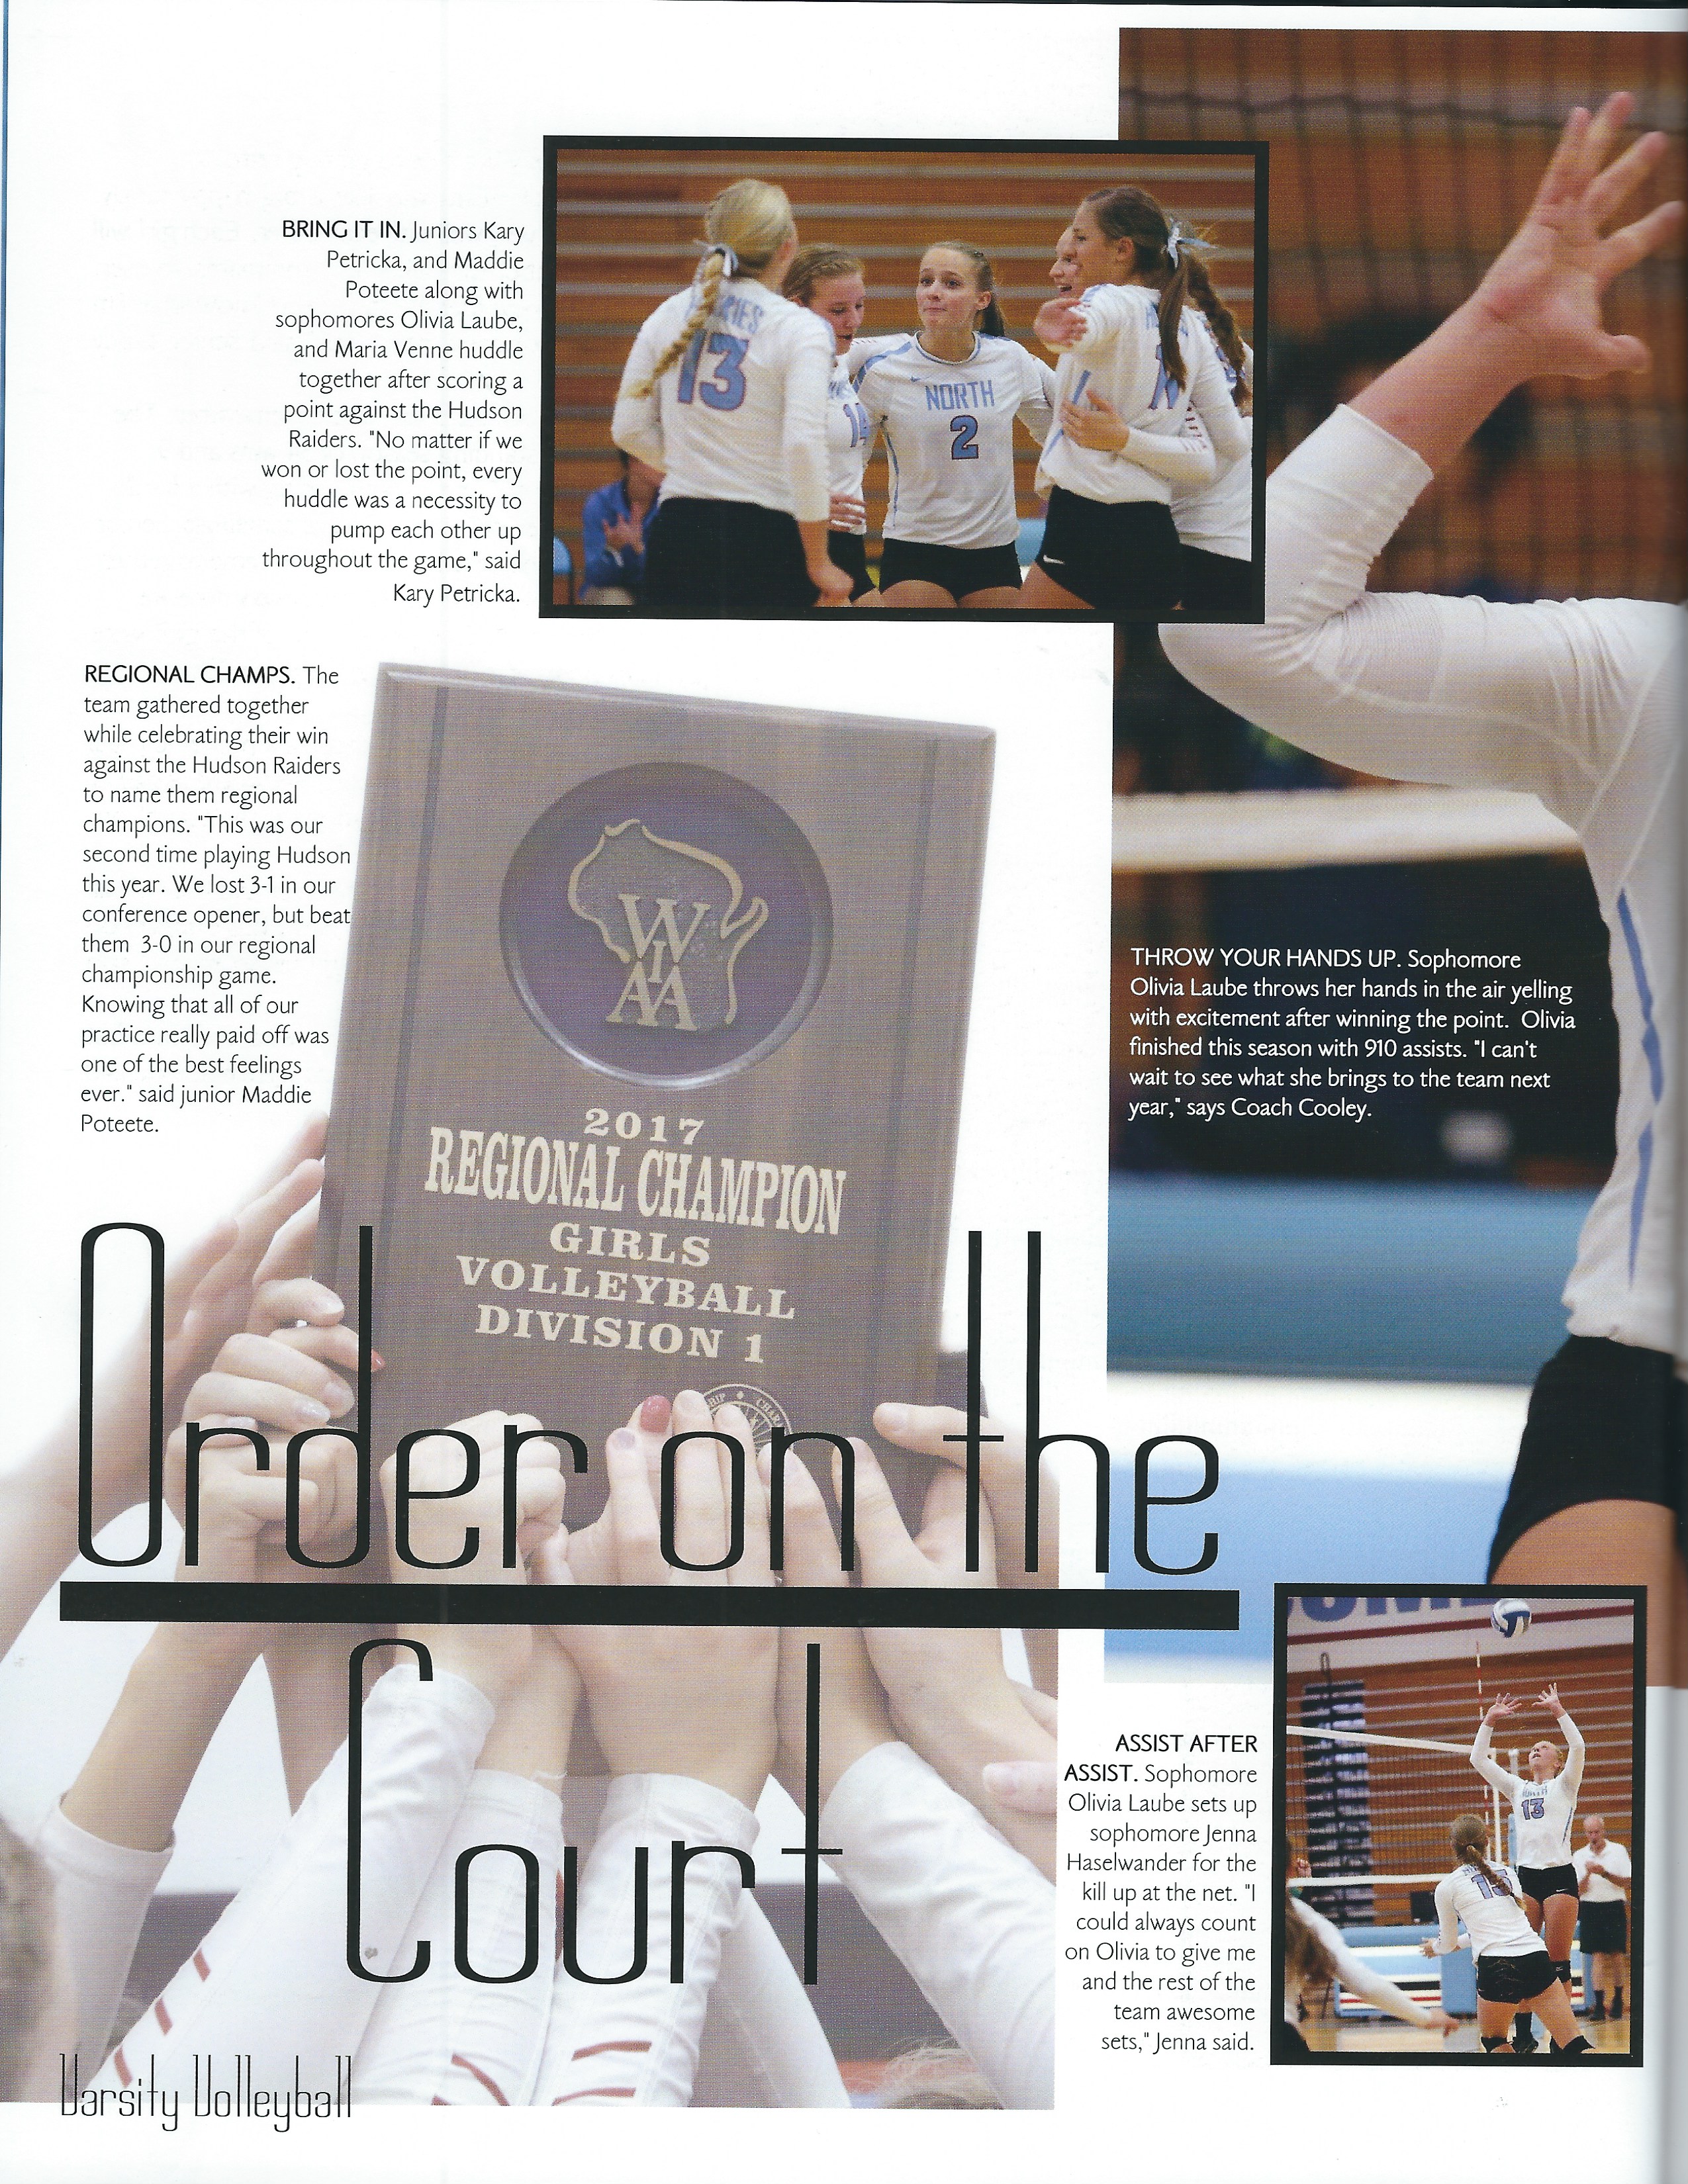 BRING IT IN. Juniors Kary
Petricka, and Maddie
Poteete along with
sophomores Olivia Laube,
and Maria Venne huddle
together after scoring a
point against the Hudson
Raiders. "No matter if we
won or lost the point, every
huddle was a necessity to
pump each other up
throughout the game," said
Kary Petricka.
13
14
NORTH
2
REGIONAL CHAMPS. The
team gathered together
while celebrating their win
against the Hudson Raiders
to name them regional
champions. "This was our
second time playing Hudson
this year. We lost 3-1 in our
conference opener, but beat
them  3-0 in our regional
championship game.
Knowing that all of our
practice really paid off was
one of the best feelings
ever." said junior Maddie
Poteete.
WIAA
2017
REGIONAL CHAMPION
GIRLS
VOLLEYBALL
DIVISION 1
THROW YOUR HANDS UP. Sophomore
Olivia Laube throws her hands in the air yelling
with excitement after winning the point.  Olivia
finished this season with 910 assists. "I can't
wait to see what she brings to the team next
year," says Coach Cooley.
Order on the
Court
ASSIST AFTER
ASSIST. Sophomore
Olivia Laube sets up
sophomore Jenna
Haselwander for the
kill up at the net. "I
could always count
on Olivia to give me
and the rest of the
team awesome
sets," Jenna said.
13
15
Varsity Volleyball